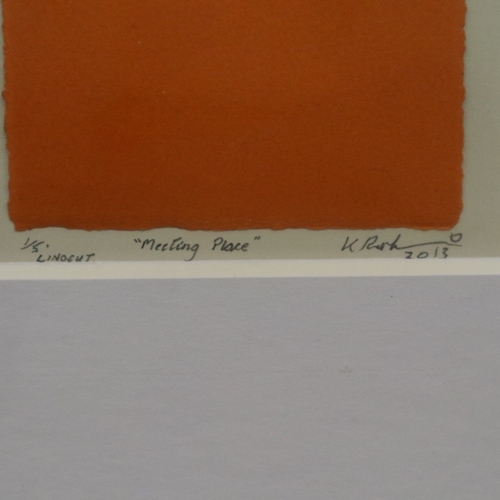 1/5. "Meeting Place" K
LINOCUT 2013